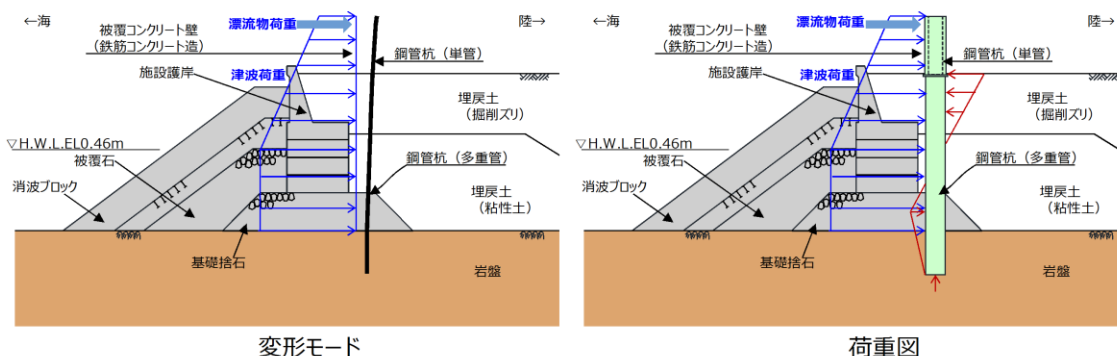 ←海
陸→
漂流物荷重
被覆コンクリート壁
(鉄筋コンクリート造)
鋼管杭(単管)
津波荷重
施設護岸
埋戻土
(掘削ズリ)
▽H.W.L.EL0.46m
被覆石
鋼管杭(多重管)
消波ブロック
埋戻土
(粘性土)
基礎捨石
岩盤
変形モード
←海
陸→
漂流物荷重
被覆コンクリート壁
(鉄筋コンクリート造)
鋼管杭(単管)
津波荷重
施設護岸
埋戻土
(掘削ズリ)
▽H.W.L.EL0.46m
被覆石
鋼管杭(多重管)
消波ブロック
埋戻土
(粘性土)
基礎捨石
岩盤
荷重図